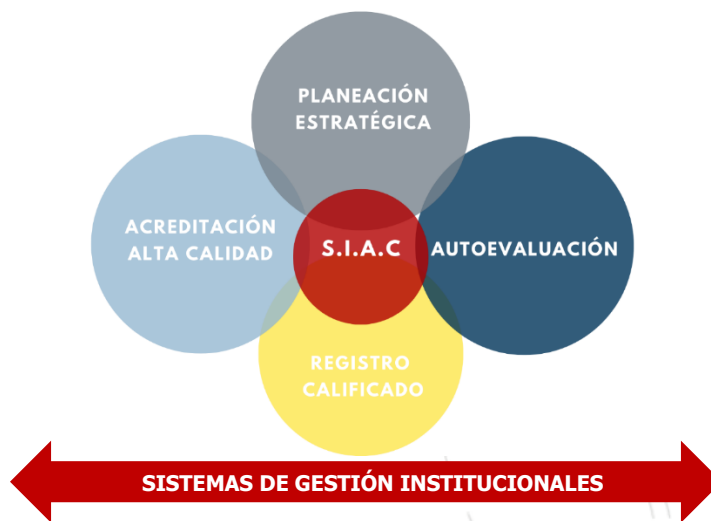 PLANEACIÓN
ESTRATÉGICA
ACREDITACIÓN
ALTA CALIDAD
S.I.A.C
AUTOEVALUACIÓN
REGISTRO
CALIFICADO
SISTEMAS DE GESTIÓN INSTITUCIONALES